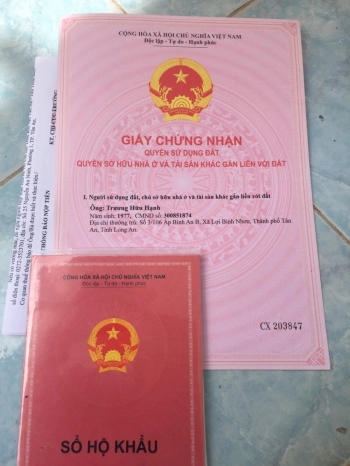 CỘNG HÒA XÃ HỘI CHỦ NGHĨA VIỆT NAM
Độc lập - Tự do - Hạnh phúc
GIẤY CHỨNG NHẬN
QUYỀN SỬ DỤNG ĐẤT
QUYỀN SỞ HỮU NHÀ Ở VÀ TÀI SẢN KHÁC GẮN LIỀN VỚI ĐẤT
I. Người sử dụng đất, chủ sở hữu nhà ở và tài sản khác gắn liền với đất
Ông: Trương Hữu Hạnh
Năm sinh: 1977, CMND số: 300851874
Địa chỉ thường trú: Số 3/106 Ấp Bình An B, Xã Lợi Bình Nhơn, Thành phố Tân
An, Tỉnh Long An.
CX 203847
THÔNG BÁO NỘP TIỀN
CỘNG HÒA XÃ HỘI CHỦ NGHĨA VIỆT NAM
Độc lập - Tự do - Hạnh phúc
SỔ HỘ KHẨU